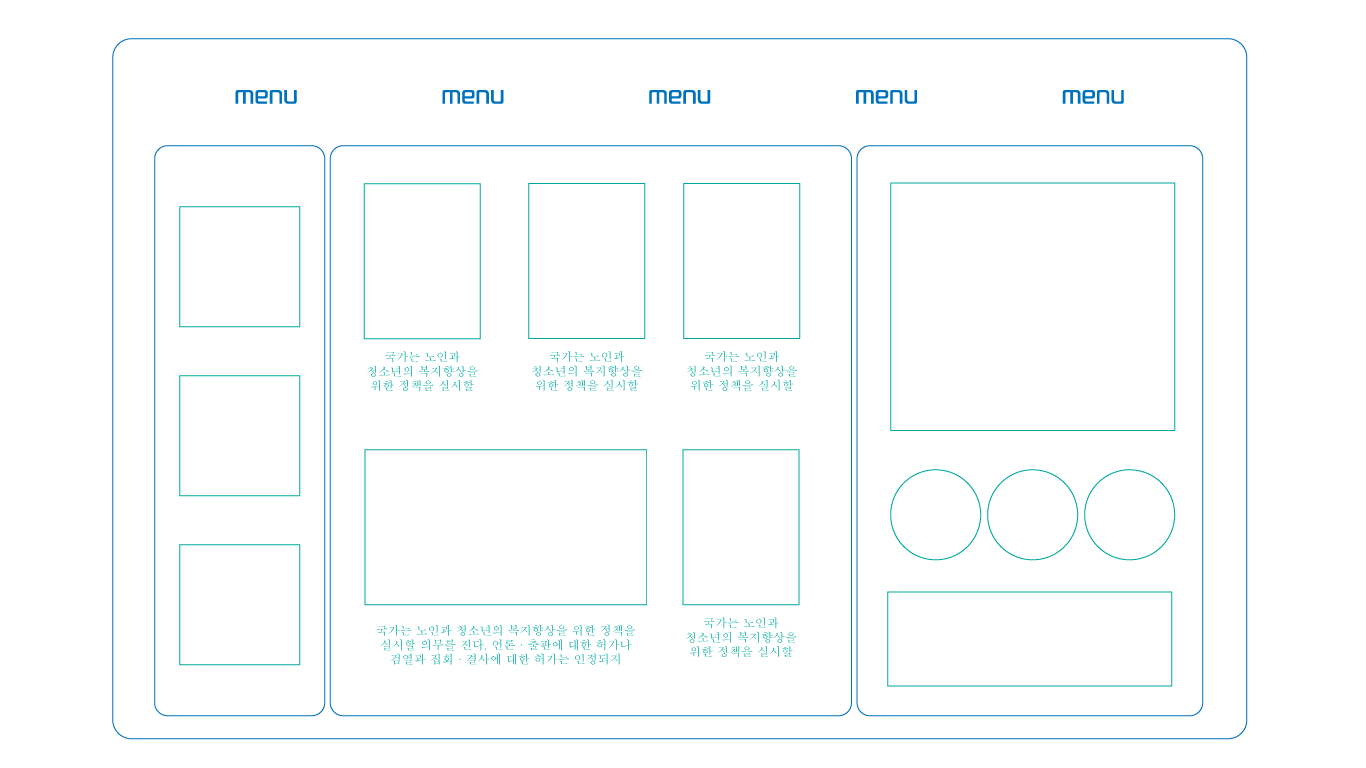 menu
menu
menu
menu
menu
국가는 노인과
청소년의 복지향상을
위한 정책을 실시할
국가는 노인과
청소년의 복지향상을
위한 정책을 실시할
국가는 노인과
청소년의 복지향상을
위한 정책을 실시할
국가는 노인과 청소년의 복지향상을 위한 정책을
실시할 의무를 진다. 언론 · 출판에 대한 허가나
검열과 집회 · 결사에 대한 허가는 인정되지
국가는 노인과
청소년의 복지향상을
위한 정책을 실시할